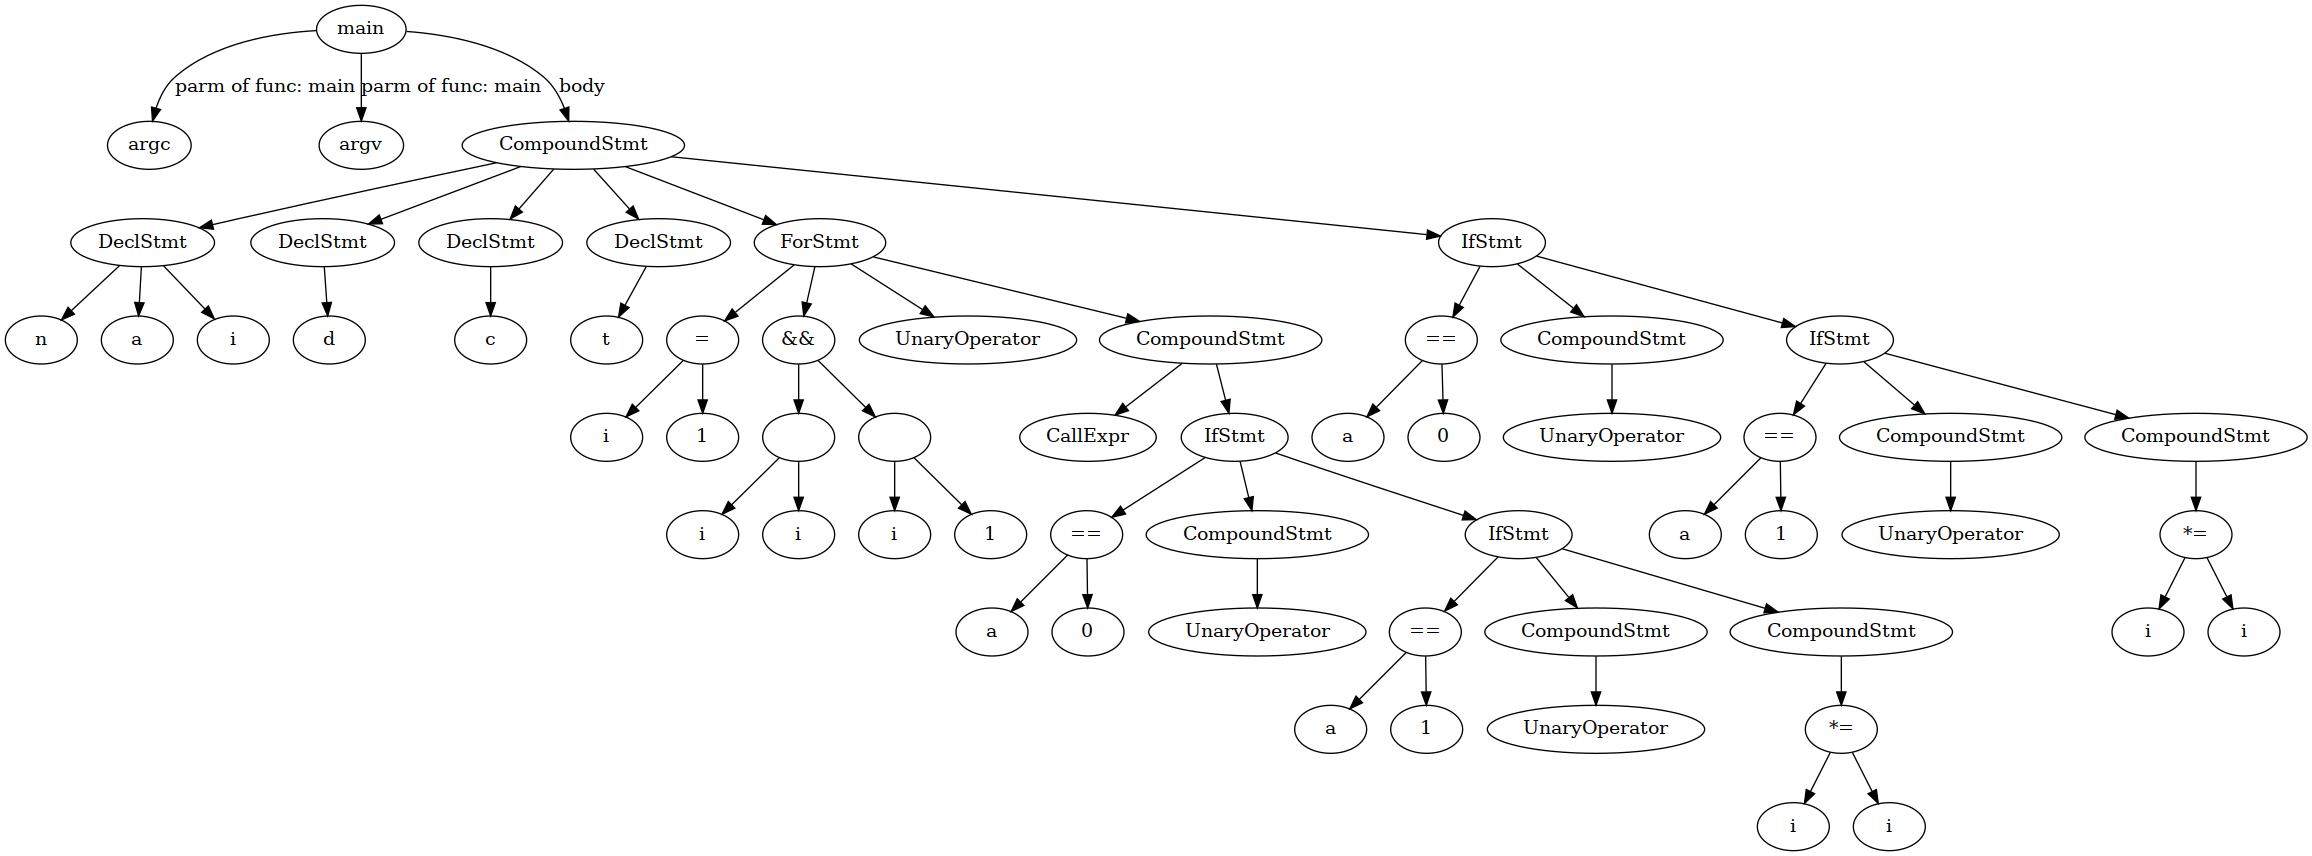 main
parm of func: main parm of func: main body
argc argv CompoundStmt
DeclStmt DeclStmt DeclStmt DeclStmt ForStmt IfStmt
n a i d c t = && UnaryOperator CompoundStmt == CompoundStmt IfStmt
i 1 CallExpr IfStmt a 0 UnaryOperator == CompoundStmt CompoundStmt
i i i 1 == CompoundStmt IfStmt a 1 UnaryOperator *=
a 0 UnaryOperator == CompoundStmt CompoundStmt i i
a 1 UnaryOperator *=
i i